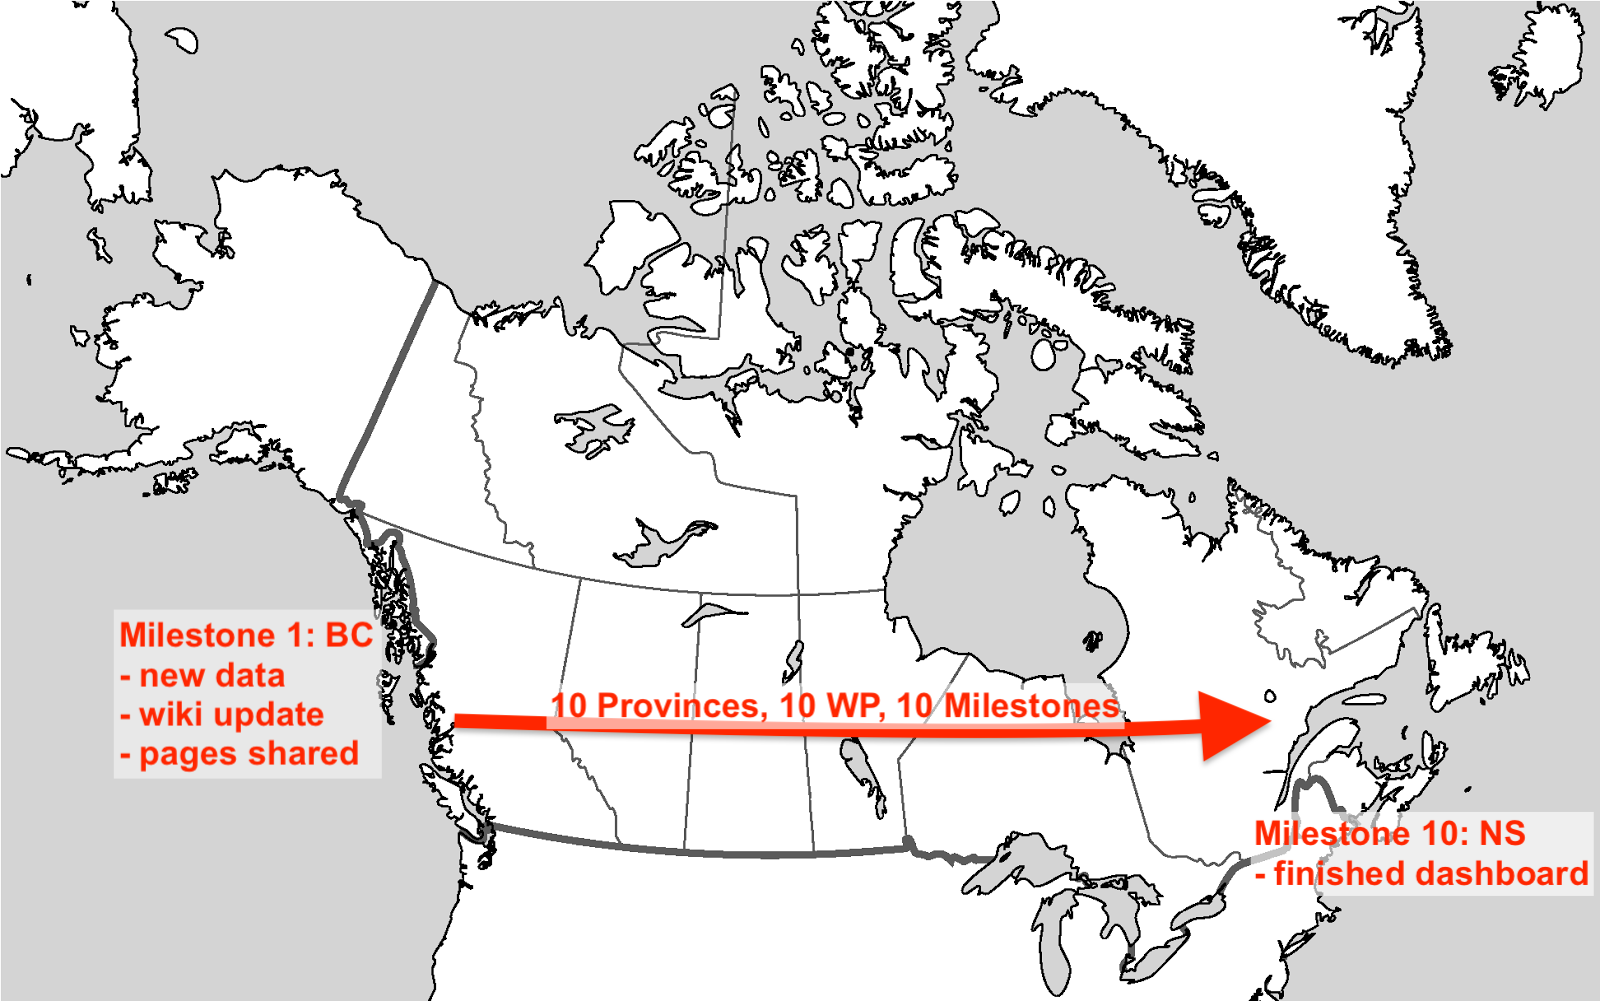 Milestone 1: BC
- new data
- wiki update
- pages shared
10 Provinces, 10 WP, 10 Milestones
Milestone 10: NS
- finished dashboard